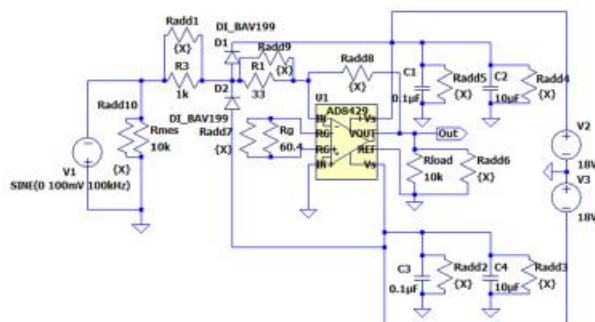 Radd1
{X}
R3
1k
DI_BAV199
D1
Radd9
{X}
R1
33
D2
DI_BAV199
Radd8
{X}
U1
AD8429
IN
-
+Vs
RG
-
VOUT
RG
+
REF
IN
+
Vs
Out
Radd7
{X}
Rg
60.4
Radd10
Rmes
10k
{X}
V1
SINE(0 100mV 100kHz)
C1
0.1µF
Radd5
{X}
C2
10µF
Radd4
{X}
Rload
10k
Radd6
{X}
V2
18V
V3
18V
C3
0.1µF
Radd2
{X}
C4
10µF
Radd3
{X}